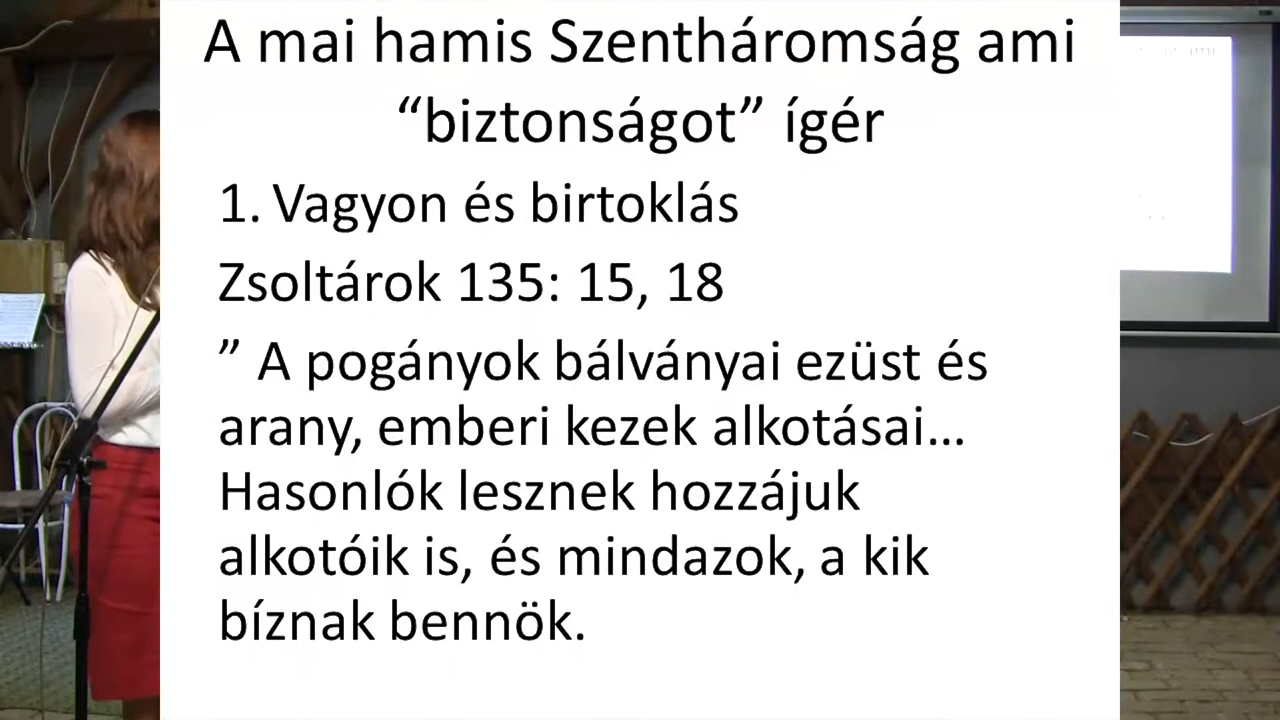 A mai hamis Szentháromság ami
“biztonságot” ígér
1. Vagyon és birtoklás
Zsoltárok 135: 15, 18
” A pogányok bálványai ezüst és
arany, emberi kezek alkotásai...
Hasonlók lesznek hozzájuk
alkotóik is, és mindazok, a kik
bíznak bennök.